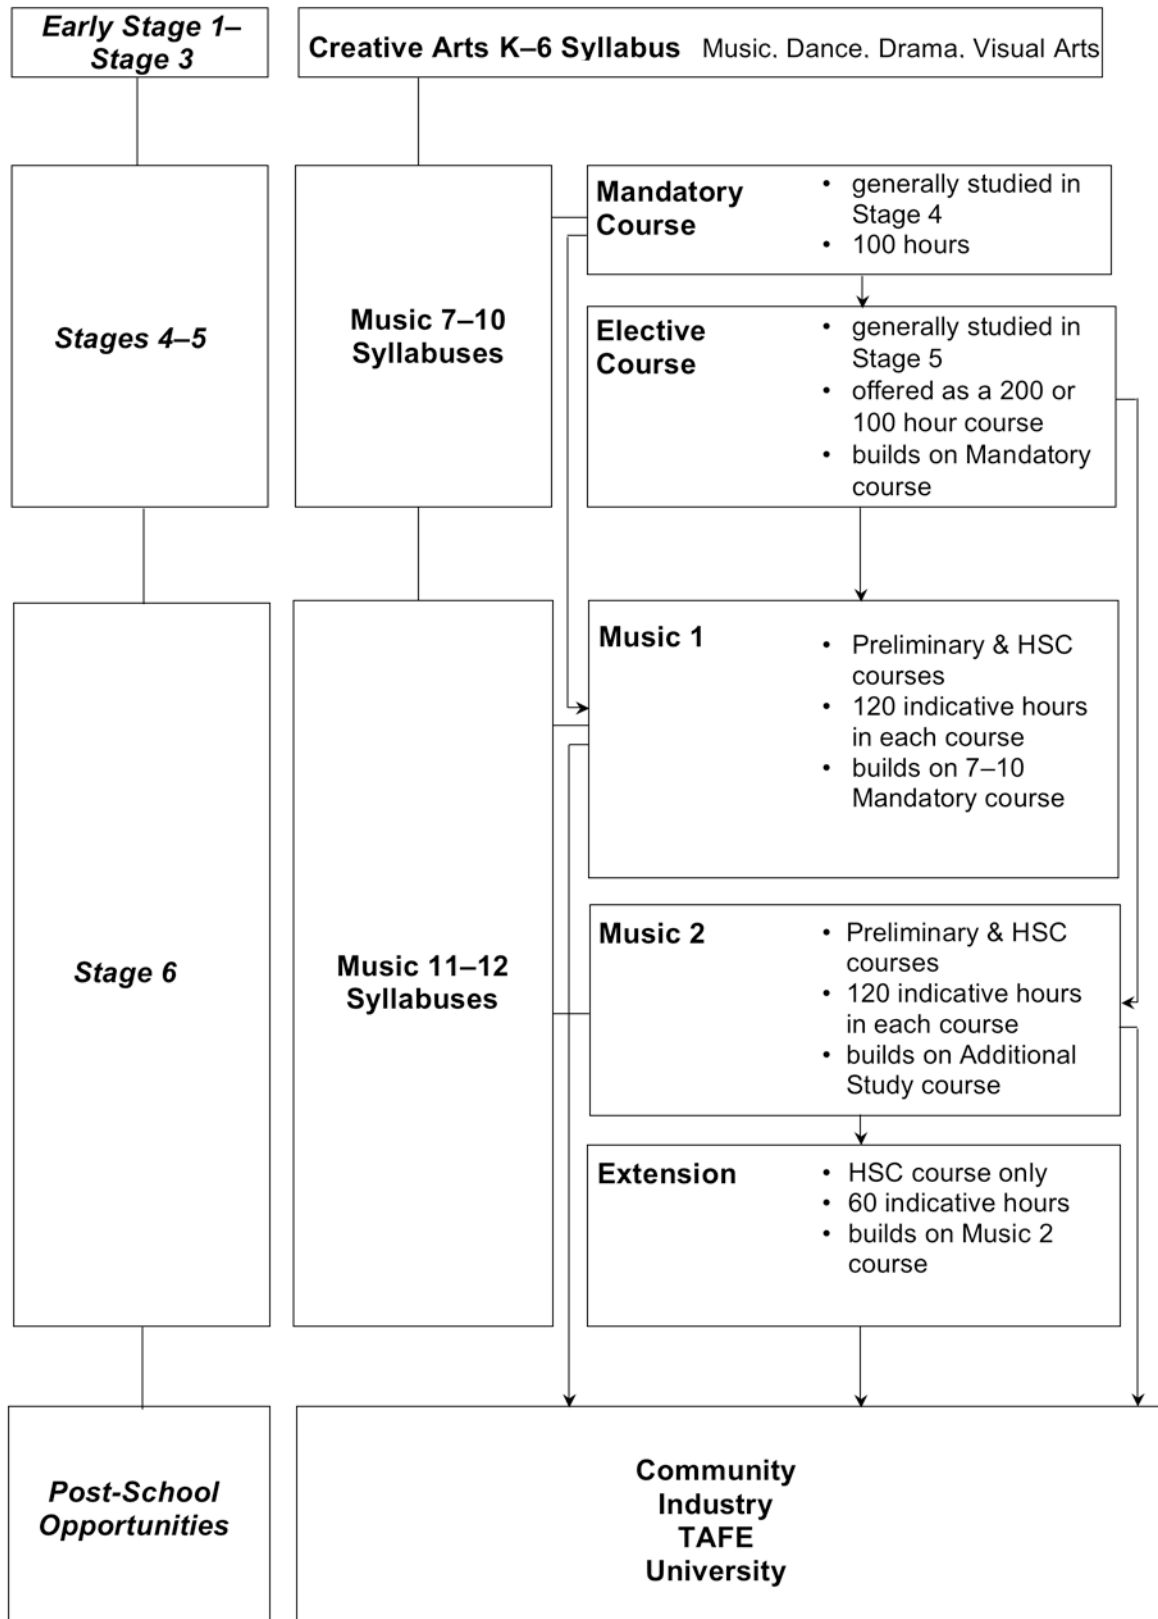 Early Stage 1–
Stage 3
Creative Arts K–6 Syllabus Music. Dance. Drama. Visual Arts
Stages 4–5
Music 7–10
Syllabuses
Mandatory
Course
• generally studied in
Stage 4
• 100 hours
Elective
Course
• generally studied in
Stage 5
• offered as a 200 or
100 hour course
• builds on Mandatory
course
Stage 6
Music 11–12
Syllabuses
Music 1
• Preliminary & HSC
courses
• 120 indicative hours
in each course
• builds on 7–10
Mandatory course
Music 2
• Preliminary & HSC
courses
• 120 indicative hours
in each course
• builds on Additional
Study course
Extension
• HSC course only
• 60 indicative hours
• builds on Music 2
course
Post-School
Opportunities
Community
Industry
TAFE
University